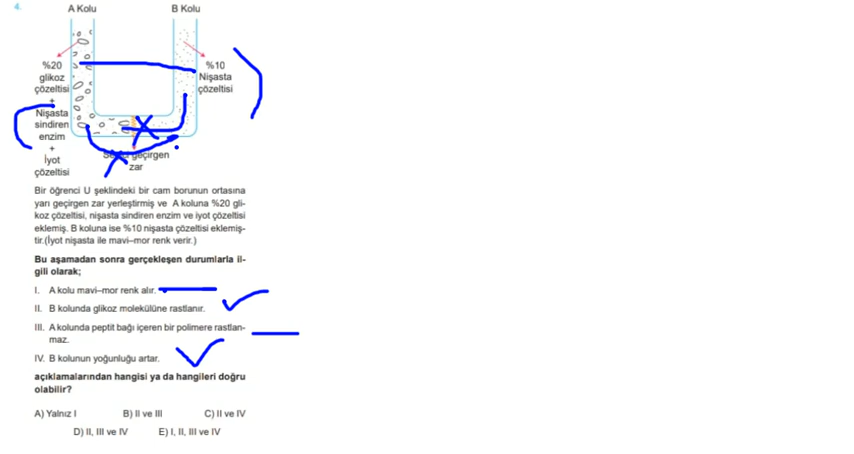 4.
A Kolu
B Kolu
%20
glikoz
çözeltisi
+
Nişasta
sindiren
enzim
+
İyot
çözeltisi
%10
Nişasta
çözeltisi
geçirgen
zar
Bir öğrenci U şeklindeki bir cam borunun ortasına
yarı geçirgen zar yerleştirmiş ve A koluna %20 gli-
koz çözeltisi, nişasta sindiren enzim ve iyot çözeltisi
eklemiş. B koluna ise %10 nişasta çözeltisi eklemiş-
tir.(İyot nişasta ile mavi–mor renk verir.)
Bu aşamadan sonra gerçekleşen durumlarla il-
gili olarak;
I. A kolu mavi–mor renk alır.
II. B kolunda glikoz molekülüne rastlanır.
III. A kolunda peptit bağı içeren bir polimere rastlan-
maz.
IV. B kolunun yoğunluğu artar.
açıklamalarından hangisi ya da hangileri doğru
olabilir?
A) Yalnız I B) II ve III C) II ve IV
D) II, III ve IV E) I, II, III ve IV